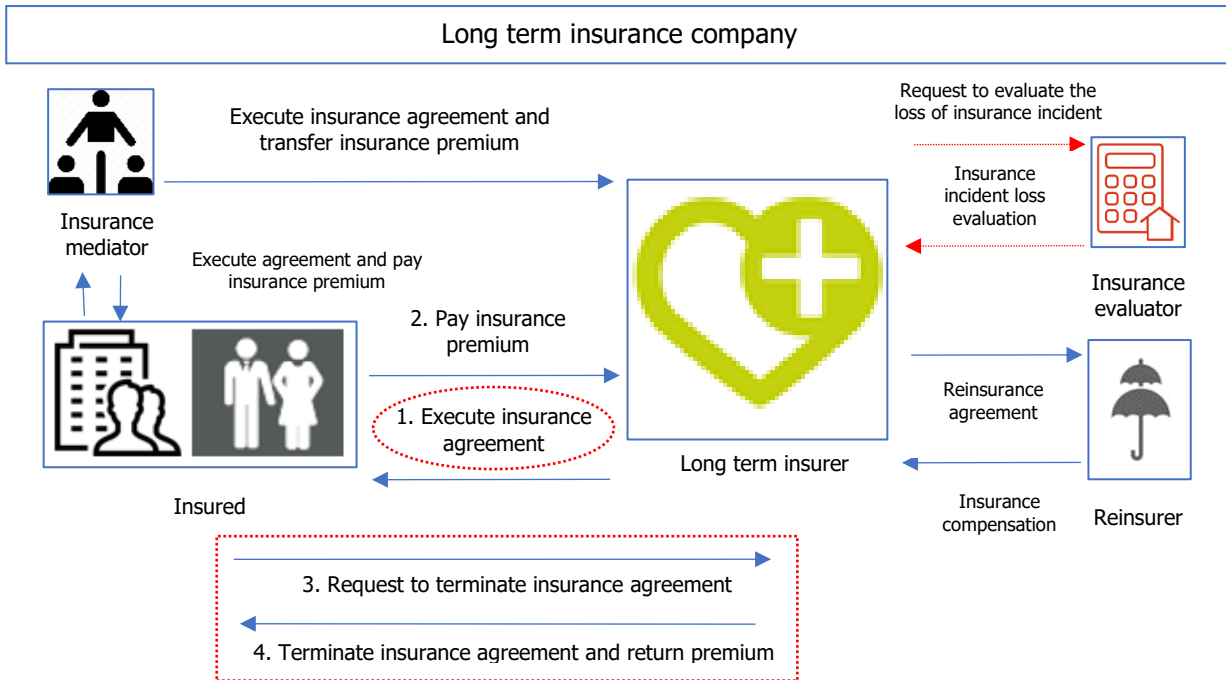 Long term insurance company
Execute insurance agreement and
transfer insurance premium
Request to evaluate the
loss of insurance incident
Insurance
mediator
Insurance
incident loss
evaluation
Execute agreement and pay
insurance premium
Insurance
evaluator
2. Pay insurance
premium
1. Execute insurance
agreement
Reinsurance
agreement
Long term insurer
Insured
Insurance
compensation
Reinsurer
3. Request to terminate insurance agreement
4. Terminate insurance agreement and return premium